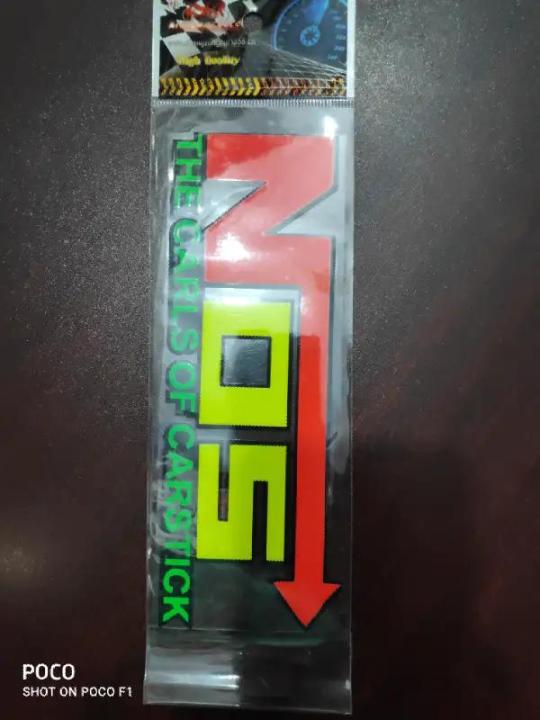 High Quality
NOS
THE CARLS OF CARSTICK
POCO
SHOT ON POCO F1